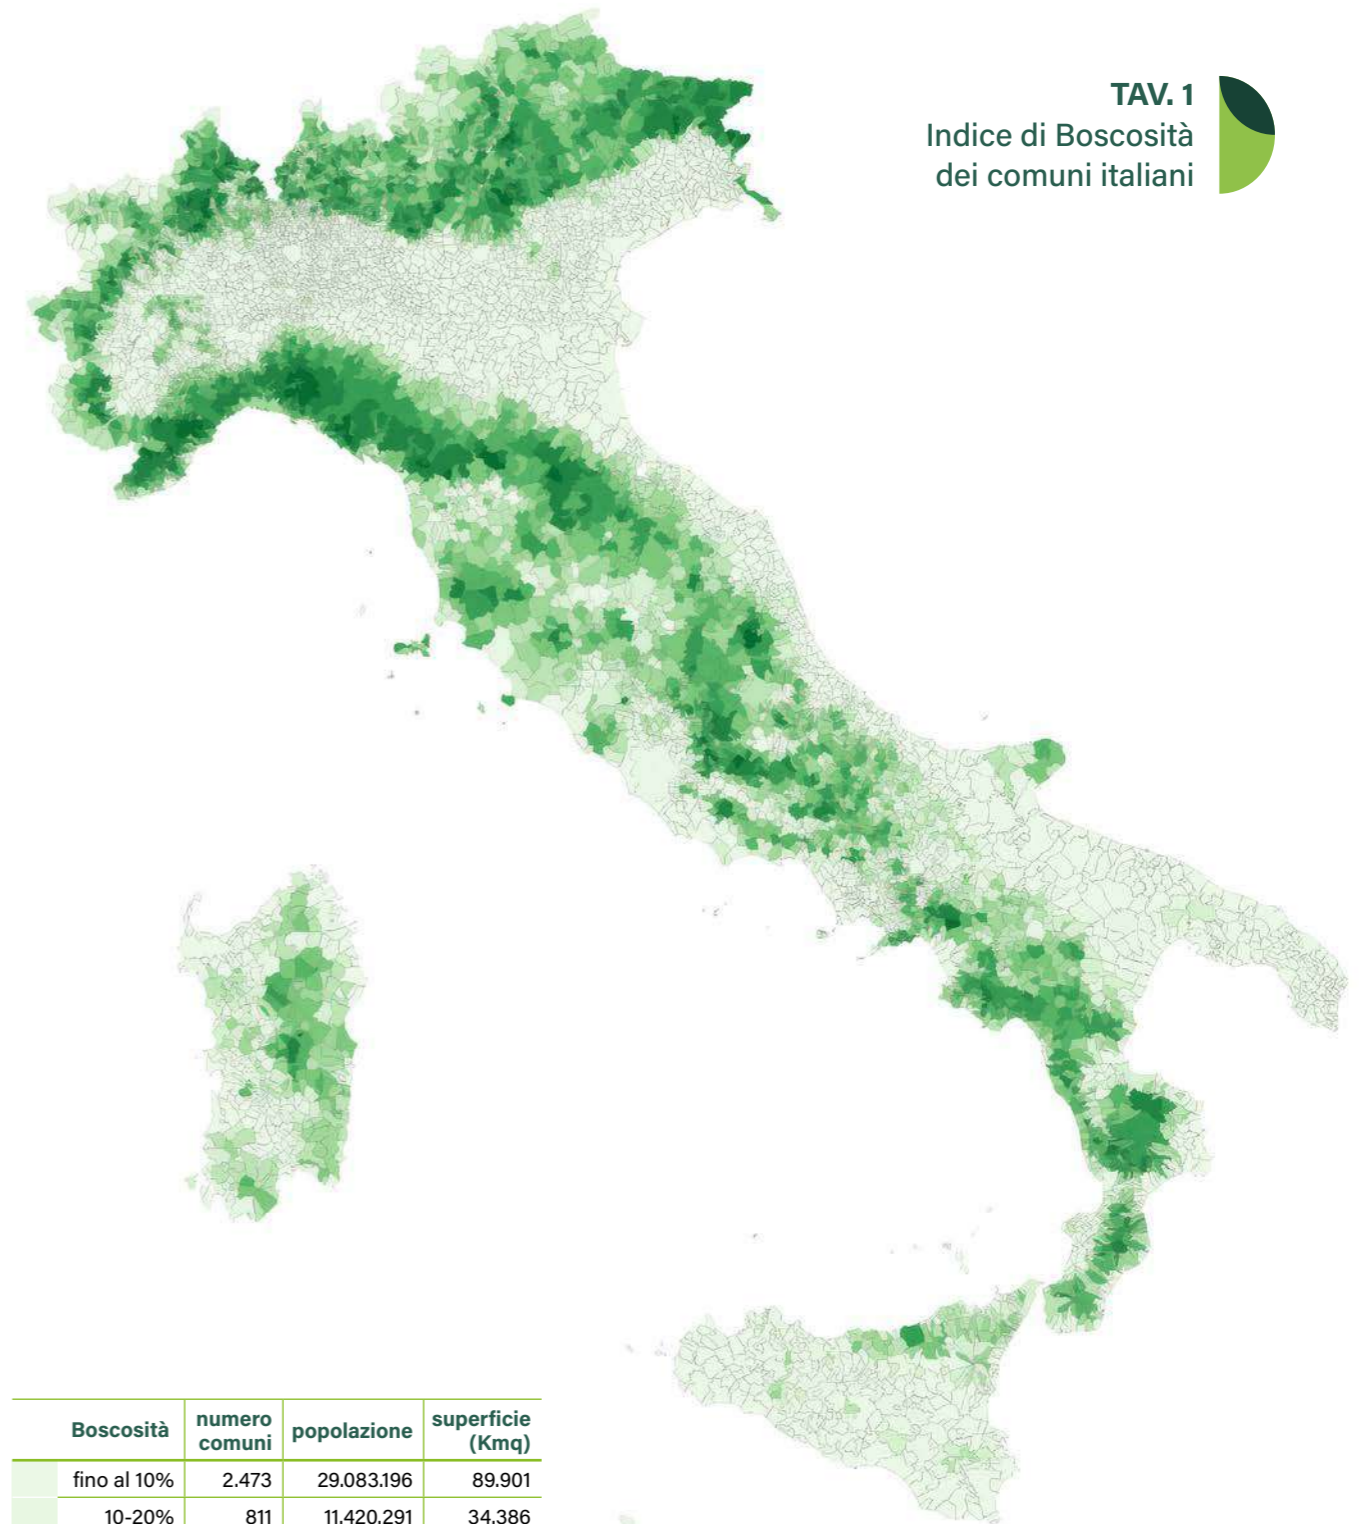 TAV. 1
Indice di Boscosità
dei comuni italiani
Boscosità numero comuni popolazione superficie (Kmq)
fino al 10% 2.473 29.083.196 89.901
10-20% 811 11.420.291 34.386